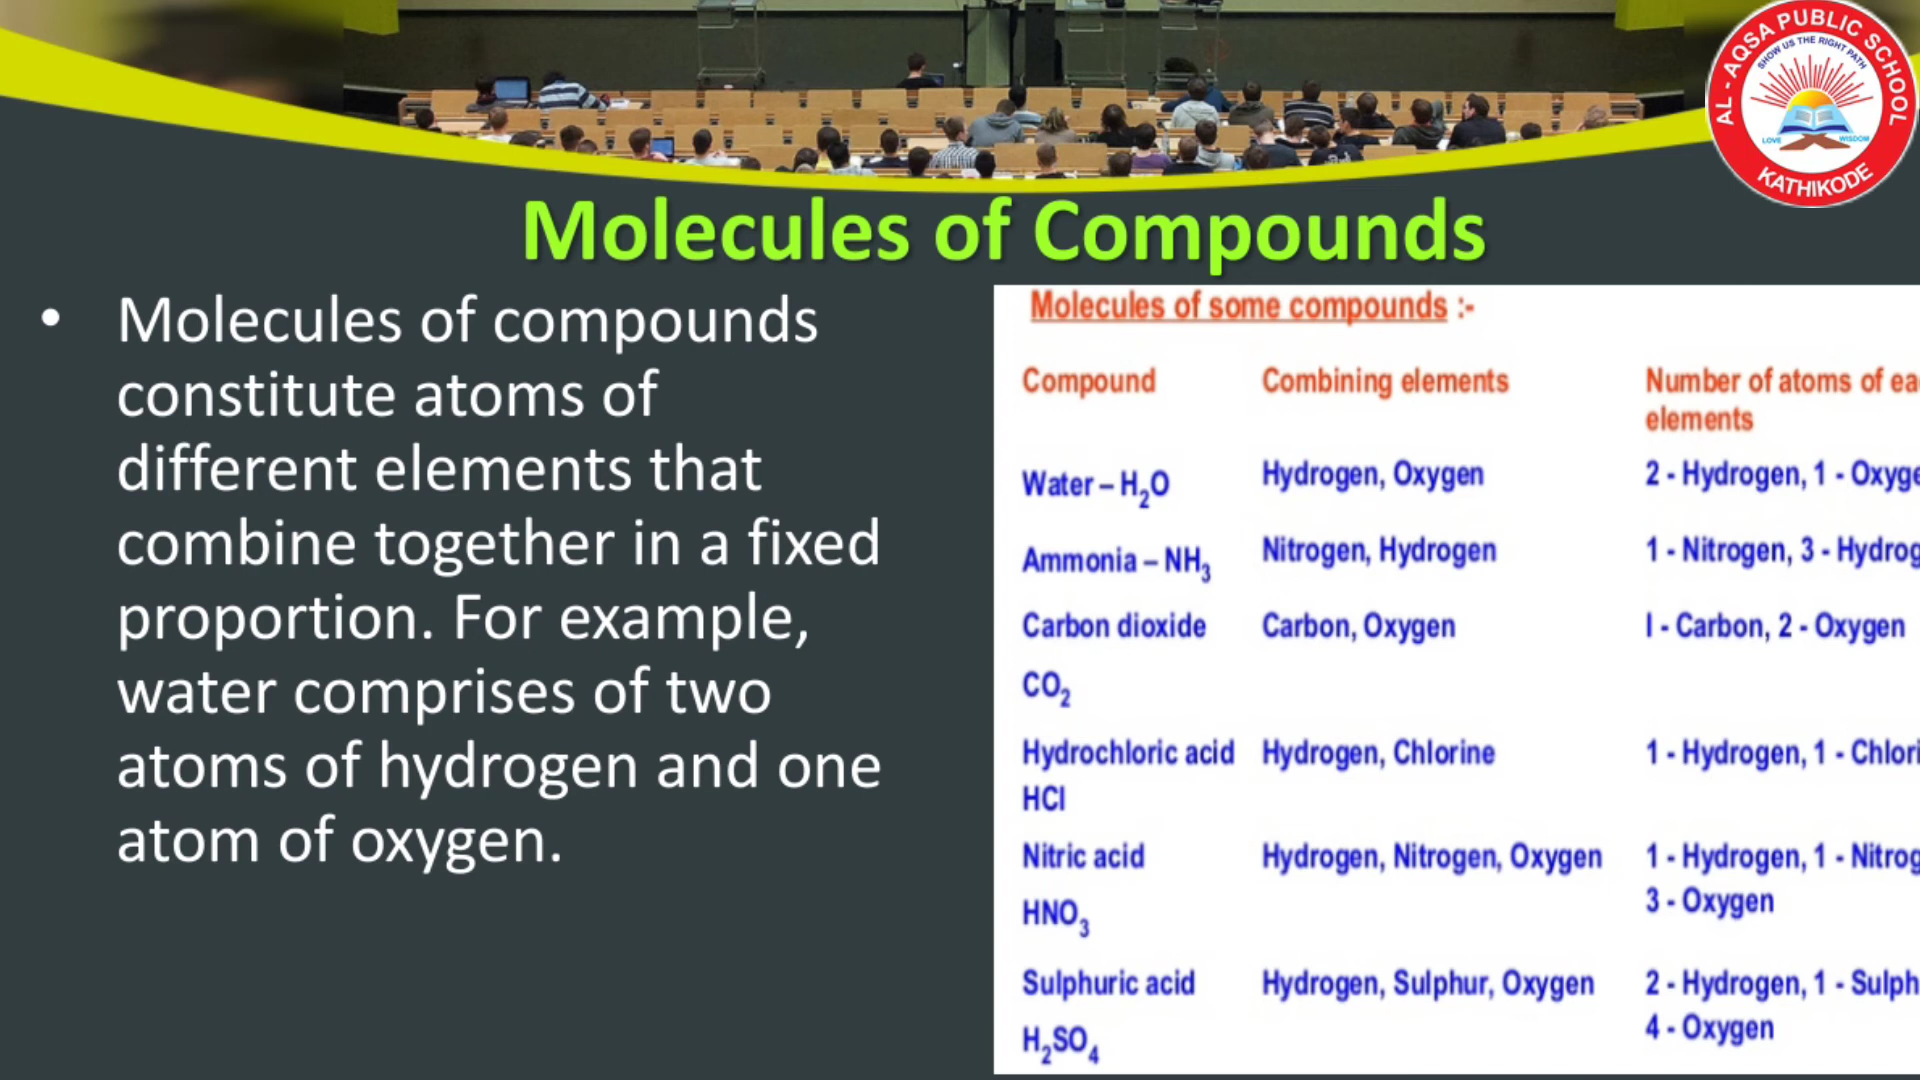 AL - AQSA PUBLIC SCHOOL
SHOW US THE RIGHT PATH
LOVE WISDOM
KATHIKODE
Molecules of Compounds
• Molecules of compounds
constitute atoms of
different elements that
combine together in a fixed
proportion. For example,
water comprises of two
atoms of hydrogen and one
atom of oxygen.
Molecules of some compounds :-
Compound Combining elements Number of atoms of ea
elements
Water – H₂O Hydrogen, Oxygen 2 - Hydrogen, 1 - Oxyge
Ammonia – NH₃ Nitrogen, Hydrogen 1 - Nitrogen, 3 - Hydrog
Carbon dioxide Carbon, Oxygen I - Carbon, 2 - Oxygen
CO₂
Hydrochloric acid Hydrogen, Chlorine 1 - Hydrogen, 1 - Chlori
HCl
Nitric acid Hydrogen, Nitrogen, Oxygen 1 - Hydrogen, 1 - Nitrog
3 - Oxygen
HNO₃
Sulphuric acid Hydrogen, Sulphur, Oxygen 2 - Hydrogen, 1 - Sulph
4 - Oxygen
H₂SO₄